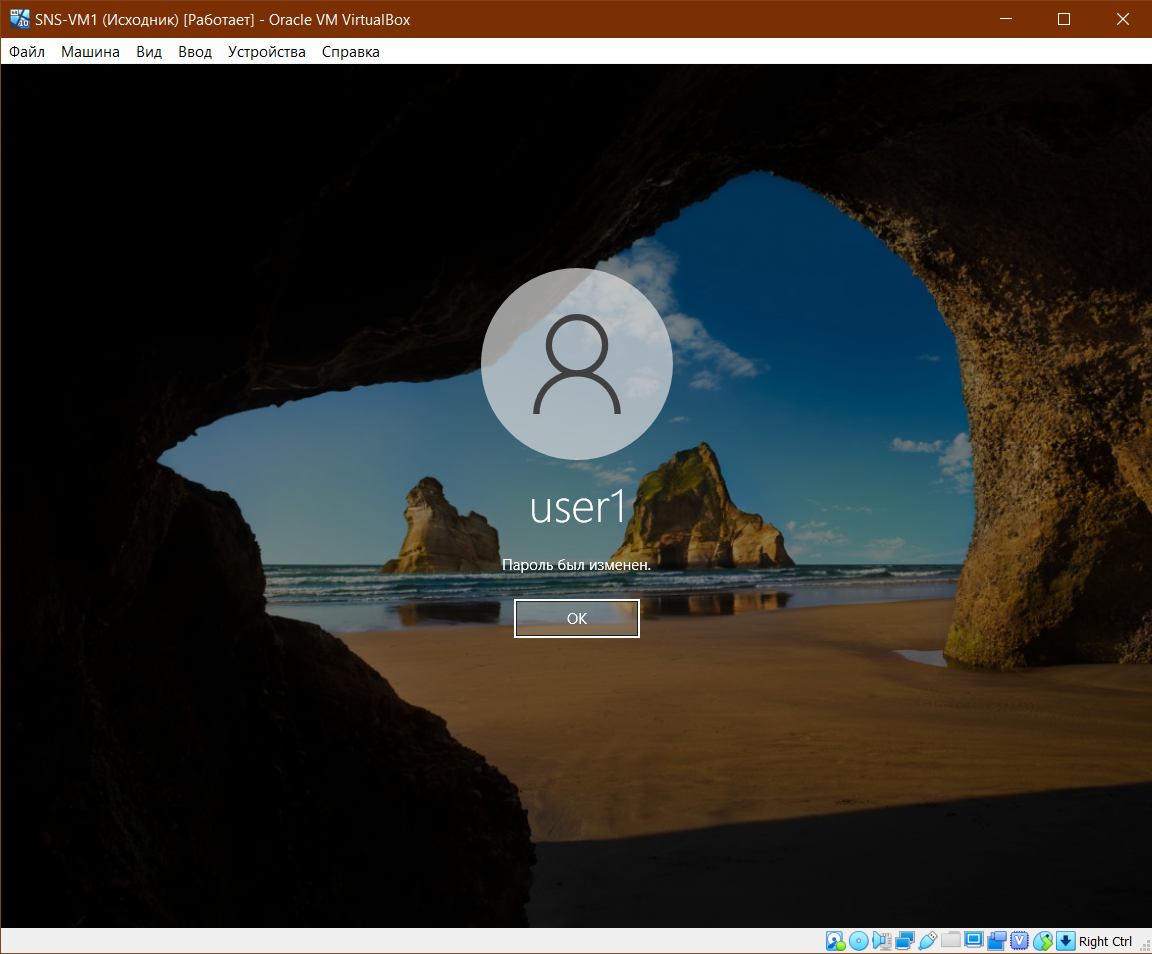 SNS-VM1 (Исходник) [Работает] - Oracle VM VirtualBox
Файл Машина Вид Ввод Устройства Справка
user1
Пароль был изменен.
OK
Right Ctrl